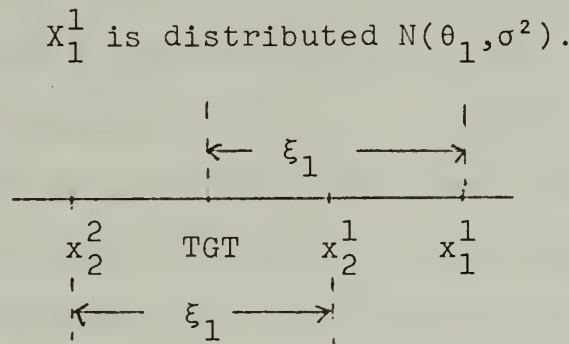 X₁¹ is distributed N(θ₁,σ²).
ξ₁
x₂² TGT x₂¹ x₁¹
ξ₁